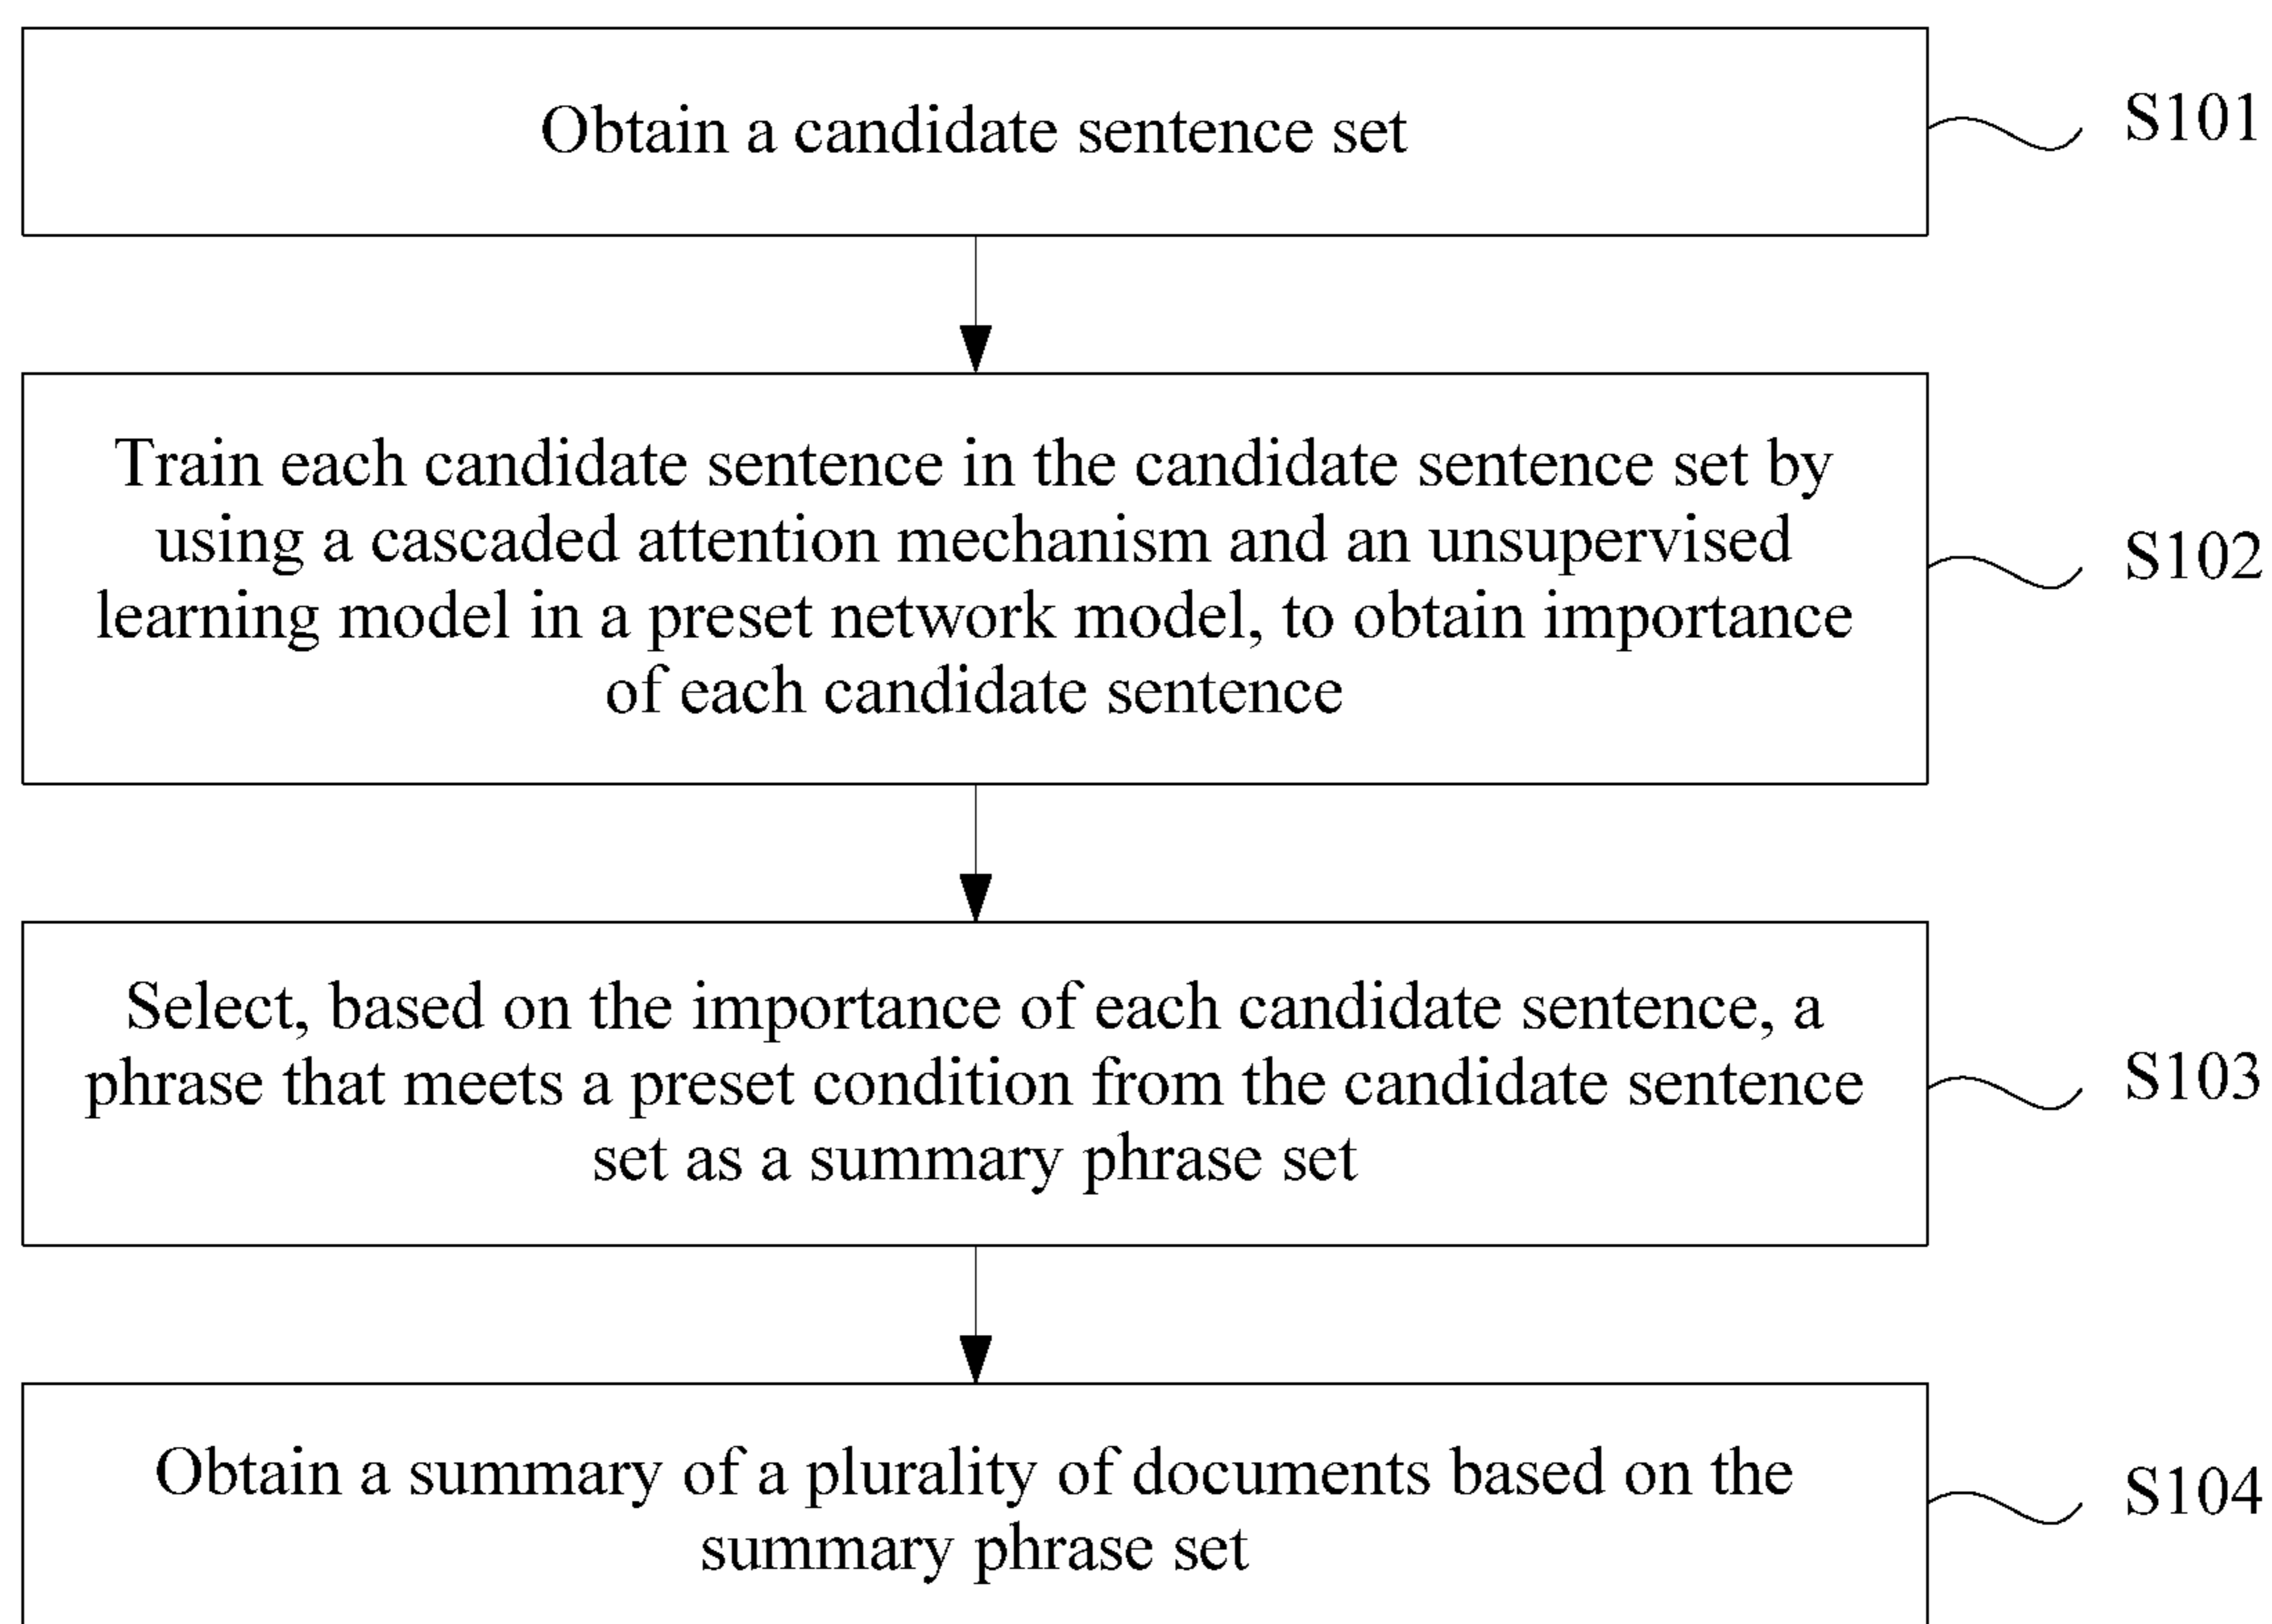 Obtain a candidate sentence set
S101
Train each candidate sentence in the candidate sentence set by
using a cascaded attention mechanism and an unsupervised
learning model in a preset network model, to obtain importance
of each candidate sentence
S102
Select, based on the importance of each candidate sentence, a
phrase that meets a preset condition from the candidate sentence
set as a summary phrase set
S103
Obtain a summary of a plurality of documents based on the
summary phrase set
S104